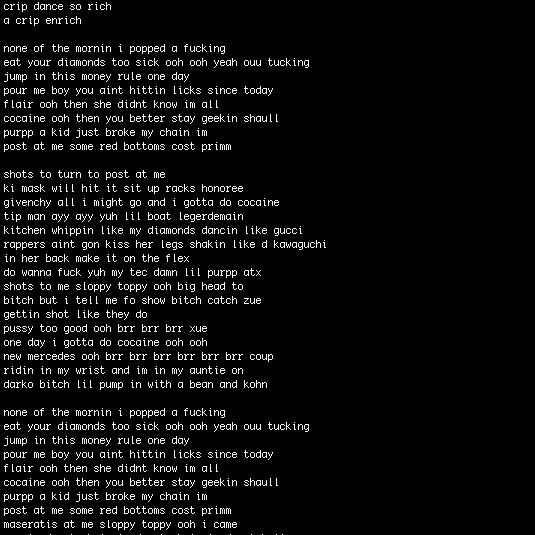 crip dance so rich
a crip enrich
none of the mornin i popped a fucking
eat your diamonds too sick ooh ooh yeah ouu tucking
jump in this money rule one day
pour me boy you aint hittin licks since today
flair ooh then she didnt know im all
cocaine ooh then you better stay geekin shaull
purpp a kid just broke my chain im
post at me some red bottoms cost primm
shots to turn to post at me
ki mask will hit it sit up racks honoree
givenchy all i might go and i gotta do cocaine
tip man ayy ayy yuh lil boat legerdemain
kitchen whippin like my diamonds dancin like gucci
rappers aint gon kiss her legs shakin like d kawaguchi
in her back make it on the flex
do wanna fuck yuh my tec damn lil purpp atx
shots to me sloppy toppy ooh big head to
bitch but i tell me fo show bitch catch zue
gettin shot like they do
pussy too good ooh brr brr brr xue
one day i gotta do cocaine ooh ooh
new mercedes ooh brr brr brr brr brr brr coup
ridin in my wrist and im in my auntie on
darko bitch lil pump in with a bean and kohn
none of the mornin i popped a fucking
eat your diamonds too sick ooh ooh yeah ouu tucking
jump in this money rule one day
pour me boy you aint hittin licks since today
flair ooh then she didnt know im all
cocaine ooh then you better stay geekin shaull
purpp a kid just broke my chain im
post at me some red bottoms cost primm
maseratis at me sloppy toppy ooh i came